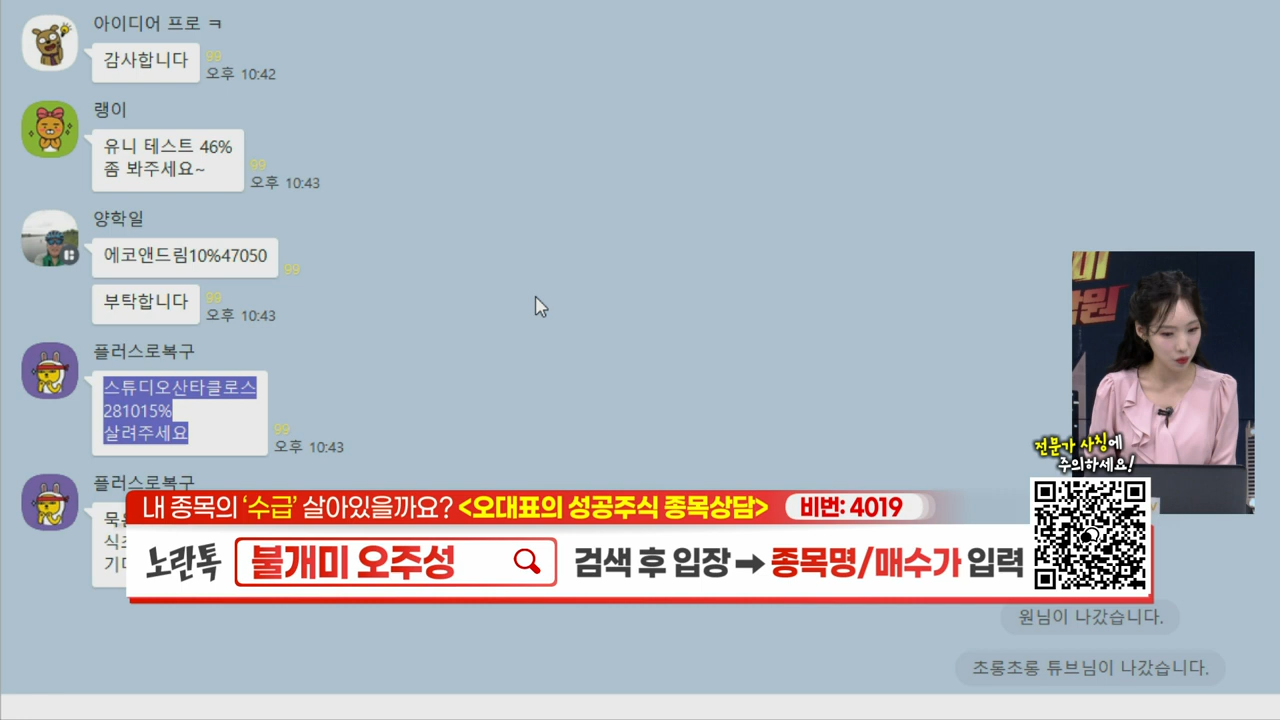 아이디어 프로 ㅋ
감사합니다
99
오후 10:42
랭이
유니 테스트 46%
좀 봐주세요~
99
오후 10:43
양학일
에코앤드림10%47050
99
부탁합니다
99
오후 10:43
플러스로복구
스튜디오산타클로스
281015%
살려주세요
99
오후 10:43
전문가 사칭에
주의하세요!
플러스로복구
내 종목의 '수급' 살아있을까요? <오대표의 성공주식 종목상담> 비번: 4019
노란톡 불개미 오주성 검색 후 입장 → 종목명/매수가 입력
원님이 나갔습니다.
초롱초롱 튜브님이 나갔습니다.